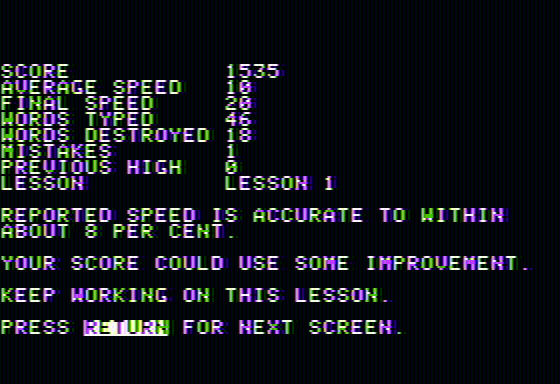 SCORE 1535
AVERAGE SPEED 10
FINAL SPEED 20
WORDS TYPED 46
WORDS DESTROYED 18
MISTAKES 1
PREVIOUS HIGH 0
LESSON LESSON 1
REPORTED SPEED IS ACCURATE TO WITHIN
ABOUT 8 PER CENT.
YOUR SCORE COULD USE SOME IMPROVEMENT.
KEEP WORKING ON THIS LESSON.
PRESS RETURN FOR NEXT SCREEN.